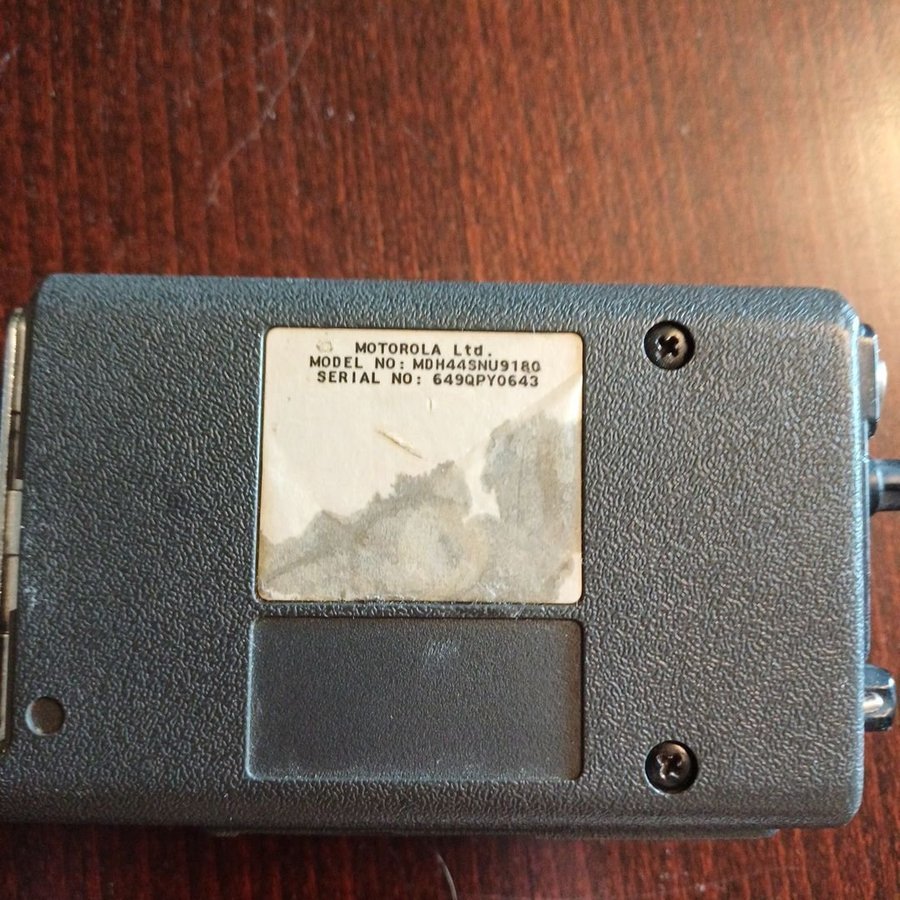 MOTOROLA Ltd.
MODEL NO: MDH44SNU9180
SERIAL NO: 649QPY0643